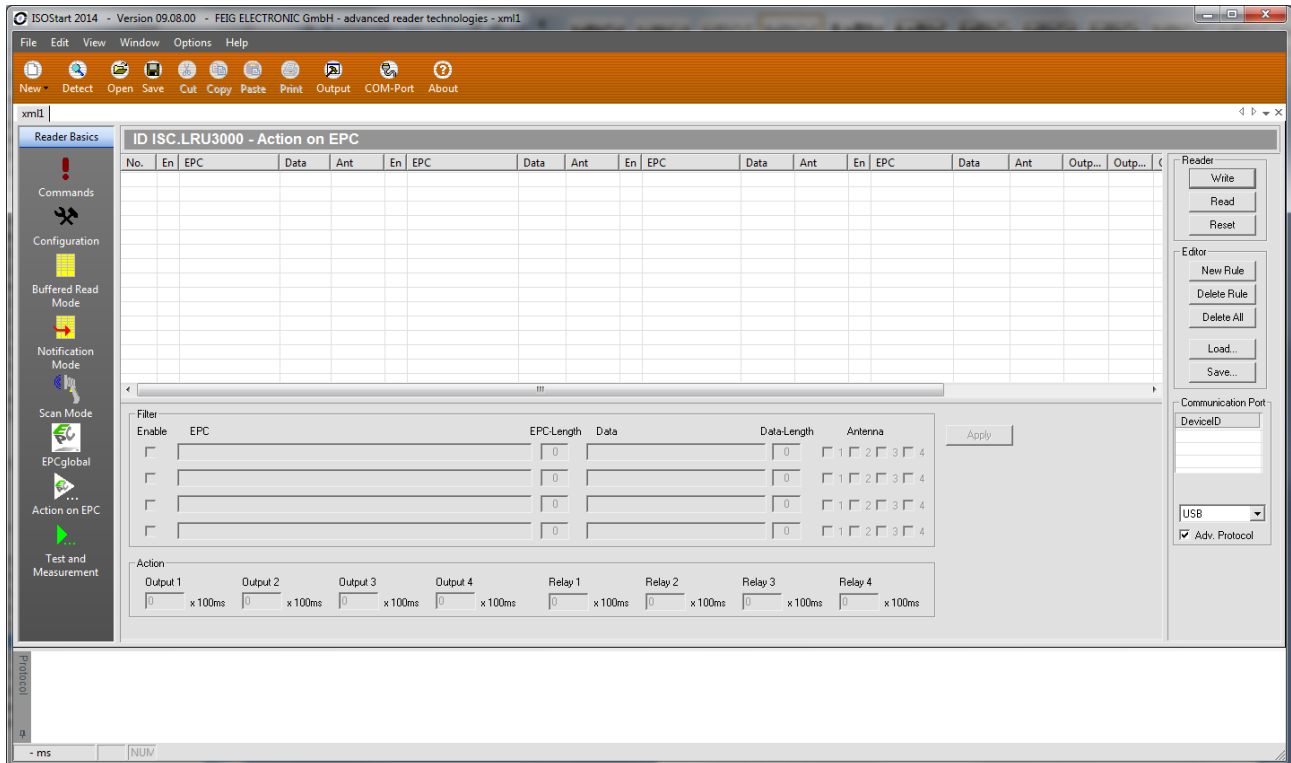 ISOStart 2014 - Version 09.08.00 - FEIG ELECTRONIC GmbH - advanced reader technologies - xml1
File Edit View Window Options Help
New Detect Open Save Cut Copy Paste Print Output COM-Port About
xml1
Reader Basics
Commands
Configuration
Buffered Read
Mode
Notification
Mode
Scan Mode
EPCglobal
Action on EPC
Test and
Measurement
ID ISC.LRU3000 - Action on EPC
No. En EPC Data Ant En EPC Data Ant En EPC Data Ant En EPC Data Ant Outp... Outp...
Filter
Enable EPC EPC-Length Data Data-Length Antenna
0 0 1 2 3 4
0 0 1 2 3 4
0 0 1 2 3 4
0 0 1 2 3 4
Apply
Action
Output 1 Output 2 Output 3 Output 4 Relay 1 Relay 2 Relay 3 Relay 4
0 x 100ms 0 x 100ms 0 x 100ms 0 x 100ms 0 x 100ms 0 x 100ms 0 x 100ms 0 x 100ms
Reader
Write
Read
Reset
Editor
New Rule
Delete Rule
Delete All
Load...
Save...
Communication Port
DeviceID
USB
Adv. Protocol
Protocol
- ms NUM